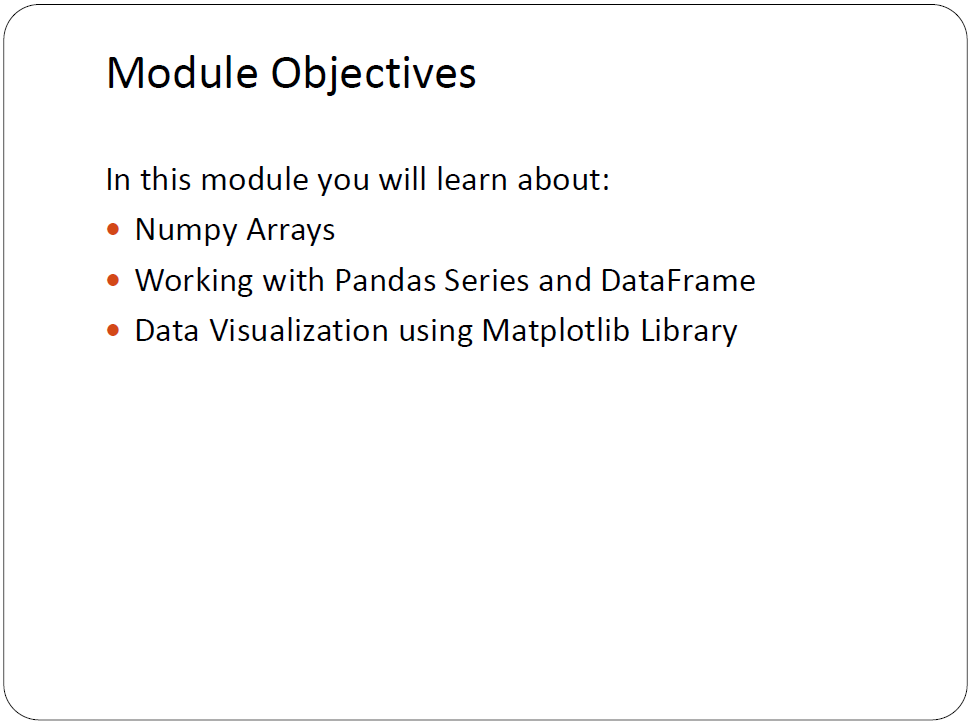 Module Objectives
In this module you will learn about:
• Numpy Arrays
• Working with Pandas Series and DataFrame
• Data Visualization using Matplotlib Library